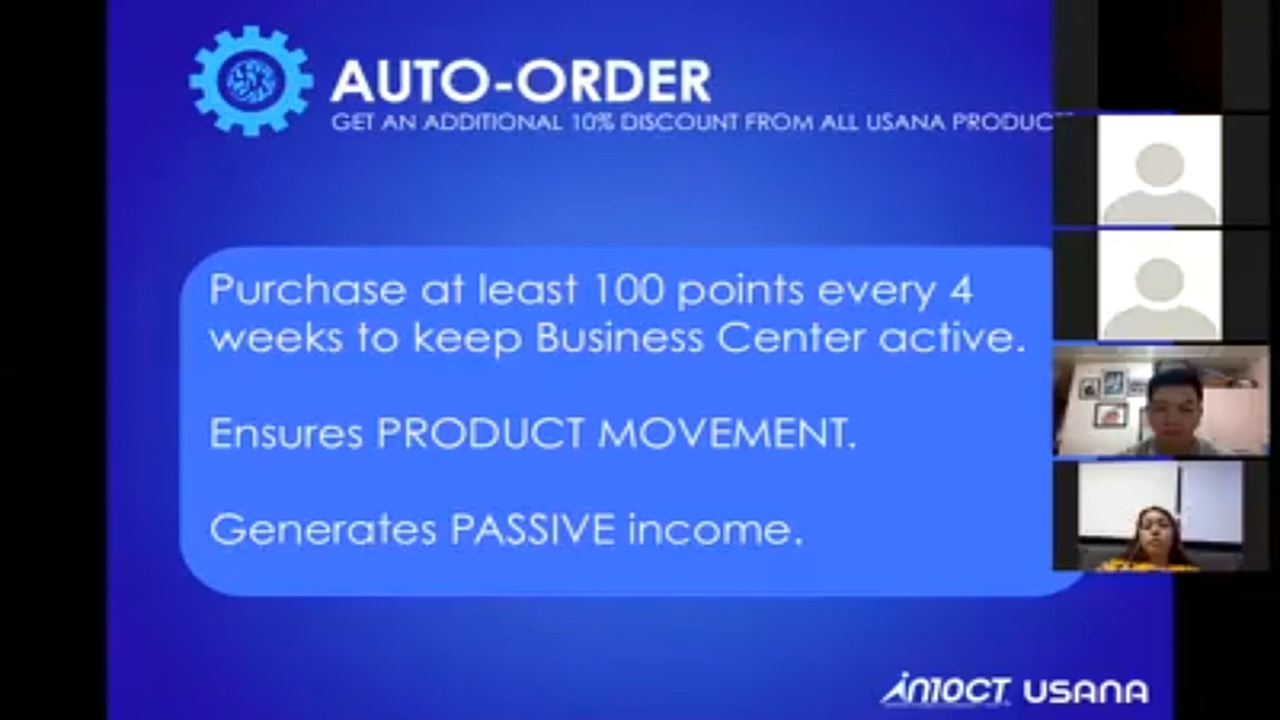 AUTO-ORDER
GET AN ADDITIONAL 10% DISCOUNT FROM ALL USANA
Purchase at least 100 points every 4
weeks to keep Business Center active.
Ensures PRODUCT MOVEMENT.
Generates PASSIVE income.
USANA